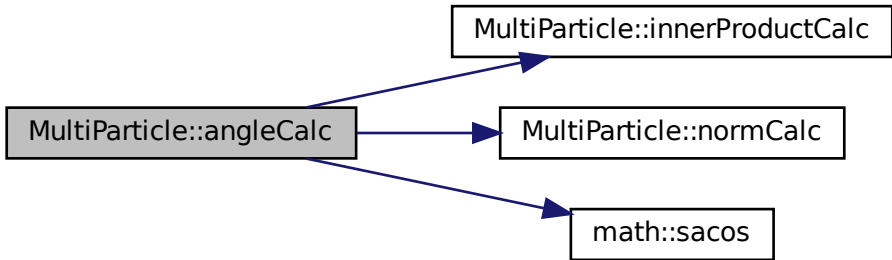 MultiParticle::innerProductCalc
MultiParticle::angleCalc
MultiParticle::normCalc
math::sacos